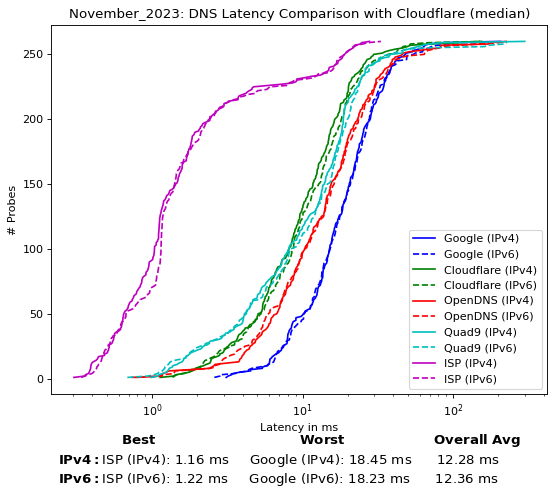 November_2023: DNS Latency Comparison with Cloudflare (median)
250
200
150
100
50
0
# Probes
Google (IPv4)
Google (IPv6)
Cloudflare (IPv4)
Cloudflare (IPv6)
OpenDNS (IPv4)
OpenDNS (IPv6)
Quad9 (IPv4)
Quad9 (IPv6)
ISP (IPv4)
ISP (IPv6)
10⁰ 10¹ 10²
Latency in ms
Best Worst Overall Avg
IPv4: ISP (IPv4): 1.16 ms Google (IPv4): 18.45 ms 12.28 ms
IPv6: ISP (IPv6): 1.22 ms Google (IPv6): 18.23 ms 12.36 ms